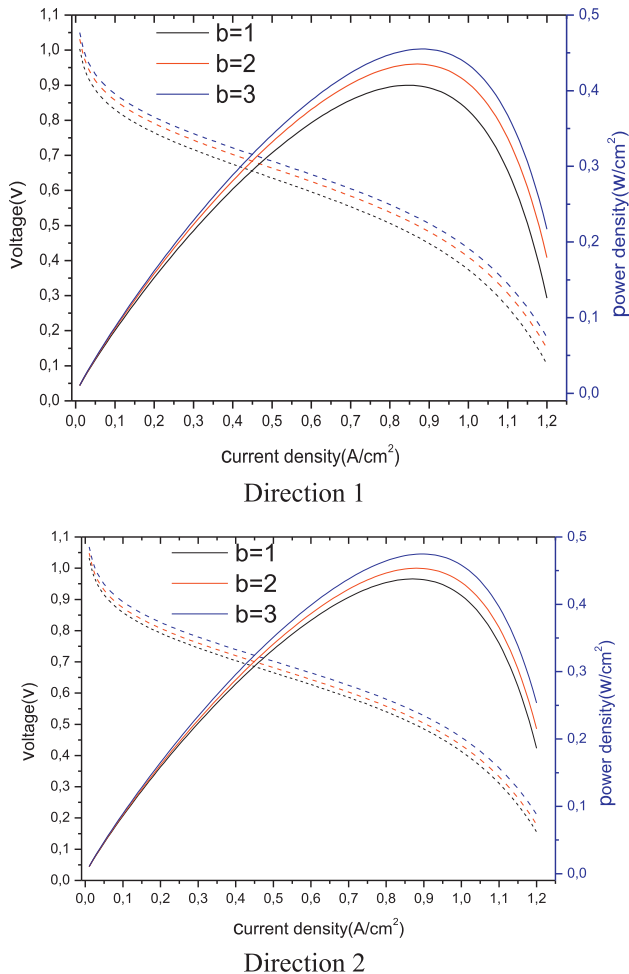 1,1
1,0
0,9
0,8
0,7
0,6
0,5
0,4
0,3
0,2
0,1
0,0
Voltage(v)
b=1
b=2
b=3
0,5
0,4
0,3
0,2
0,1
0,0
power density(W/cm²)
0,0 0,1 0,2 0,3 0,4 0,5 0,6 0,7 0,8 0,9 1,0 1,1 1,2
Current density(A/cm²)
Direction 1
1,1
1,0
0,9
0,8
0,7
0,6
0,5
0,4
0,3
0,2
0,1
0,0
Voltage(v)
b=1
b=2
b=3
0,5
0,4
0,3
0,2
0,1
0,0
power density(W/cm²)
0,0 0,1 0,2 0,3 0,4 0,5 0,6 0,7 0,8 0,9 1,0 1,1 1,2
Current density(A/cm²)
Direction 2